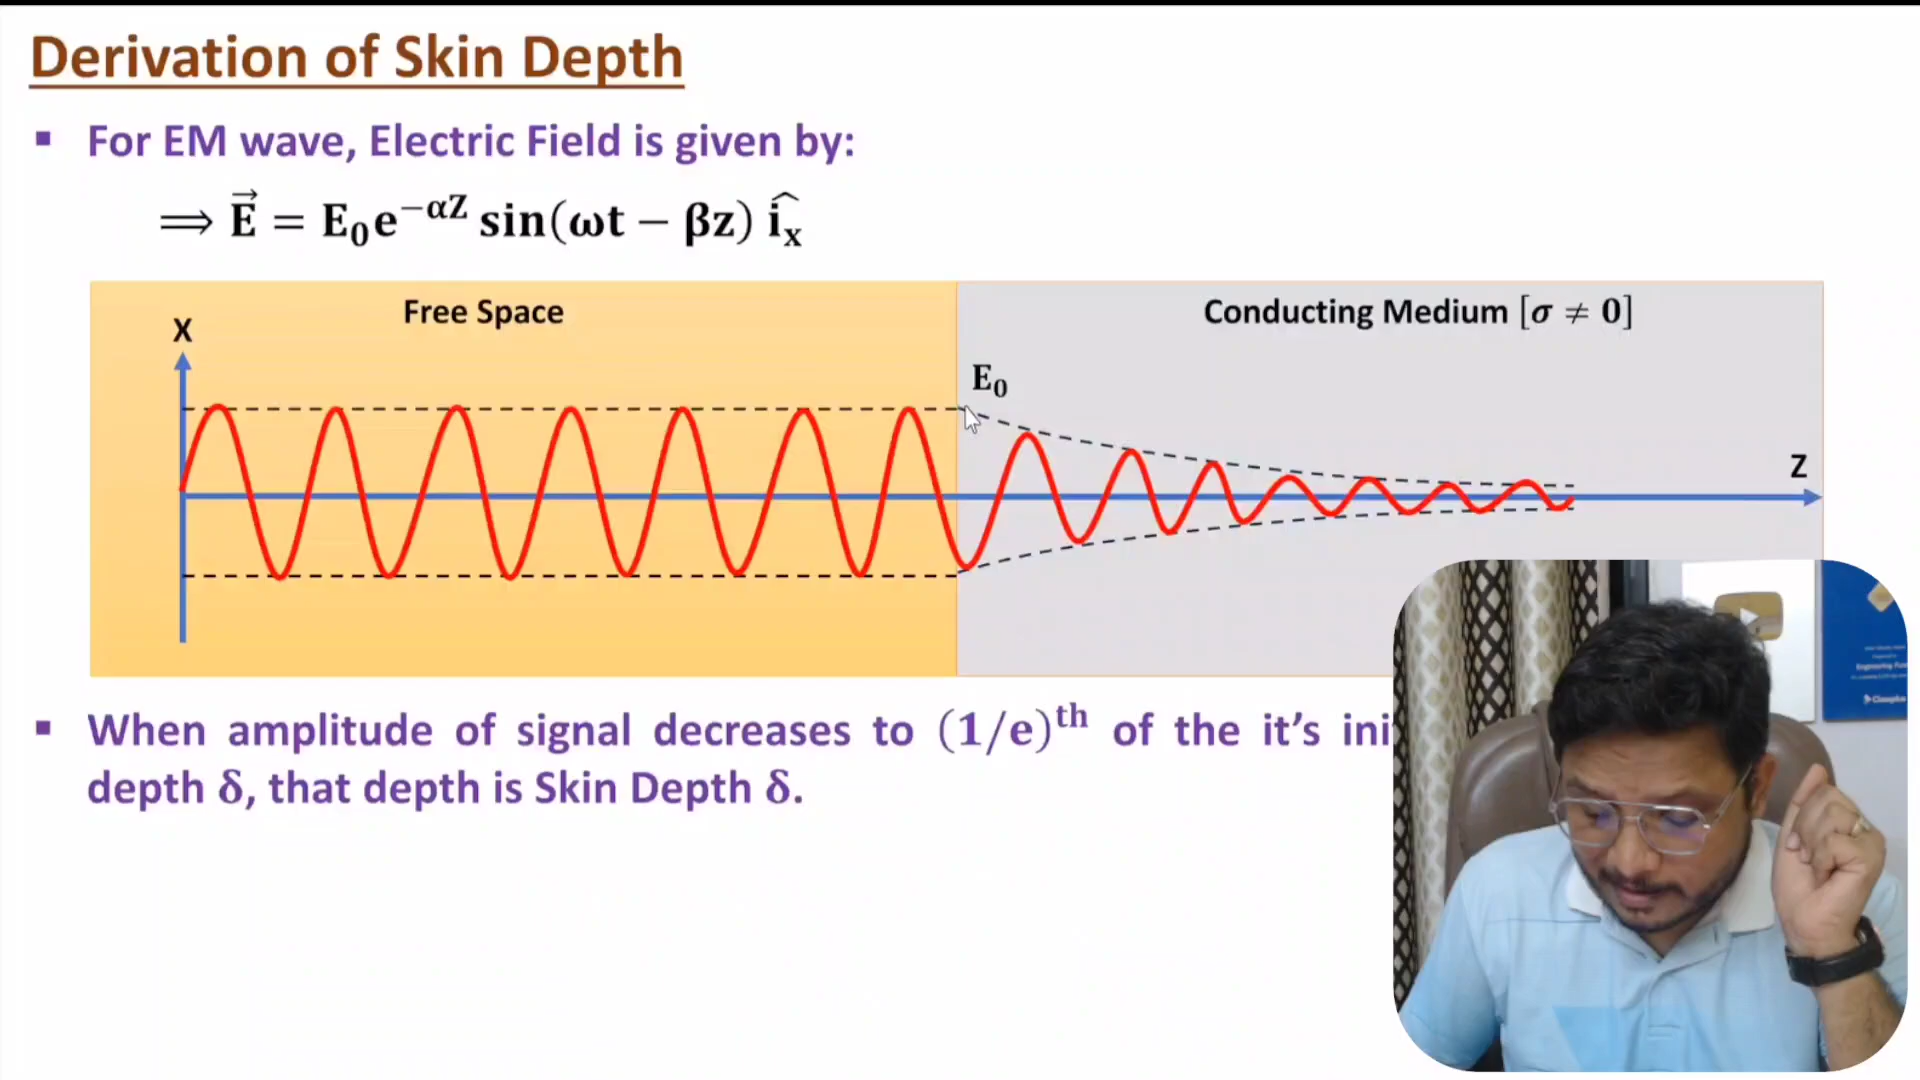 Derivation of Skin Depth
▪ For EM wave, Electric Field is given by:
⟹ E⃗ = E₀e^{−αZ} sin(ωt − βz) î_x
Free Space
Conducting Medium [σ ≠ 0]
X
E₀
Z
▪ When amplitude of signal decreases to (1/e)^{th} of the it's
depth δ, that depth is Skin Depth δ.